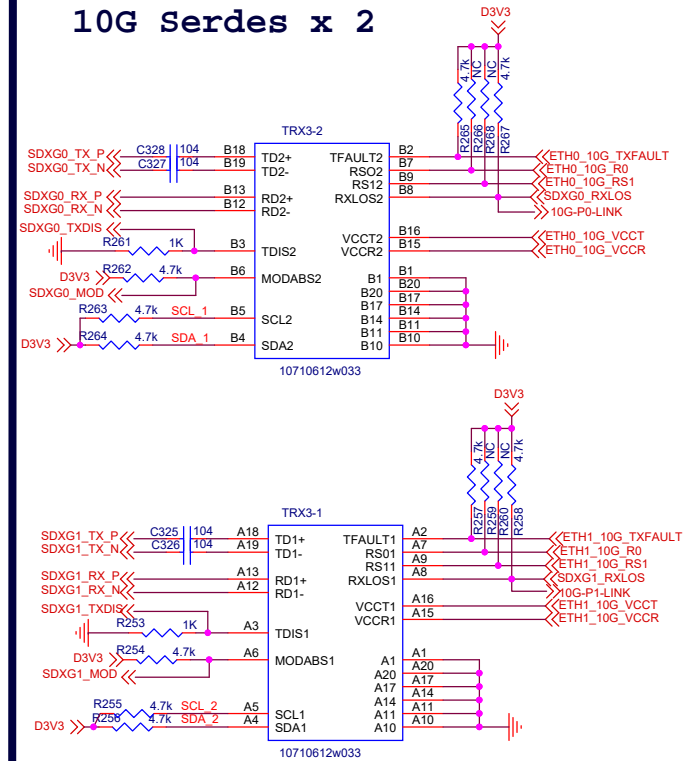 10G Serdes x 2
D3V3
4.7k NC NC 4.7k
R265 R266 R268 R267
TRX3-2
SDXG0_TX_P C328 104 B18 TD2+ TFAULT2 B2 ETH0_10G_TXFAULT
SDXG0_TX_N C327 104 B19 TD2- RSO2 B7 ETH0_10G_R0
RS12 B9 ETH0_10G_RS1
SDXG0_RX_P B13 RD2+ RXLOS2 B8 SDXG0_RXLOS
SDXG0_RX_N B12 RD2- 10G-P0-LINK
SDXG0_TXDIS
R261 1K B3 TDIS2 VCCT2 B16 ETH0_10G_VCCT
VCCR2 B15 ETH0_10G_VCCR
D3V3 R262 4.7k B6 MODABS2 B1 B1
SDXG0_MOD B20 B20
B17 B17
R263 4.7k SCL_1 B5 SCL2 B14 B14
B11 B11
D3V3 R264 4.7k SDA_1 B4 SDA2 B10 B10
10710612w033
D3V3
4.7k NC NC 4.7k
R257 R259 R260 R258
TRX3-1
SDXG1_TX_P C325 104 A18 TD1+ TFAULT1 A2 ETH1_10G_TXFAULT
SDXG1_TX_N C326 104 A19 TD1- RS01 A7 ETH1_10G_R0
RS11 A9 ETH1_10G_RS1
SDXG1_RX_P A13 RD1+ RXLOS1 A8 SDXG1_RXLOS
SDXG1_RX_N A12 RD1- 10G-P1-LINK
SDXG1_TXDIS VCCT1 A16 ETH1_10G_VCCT
R253 1K A3 TDIS1 VCCR1 A15 ETH1_10G_VCCR
D3V3 R254 4.7k A6 MODABS1 A1 A1
SDXG1_MOD A20 A20
A17 A17
A14 A14
R255 4.7k SCL_2 A5 SCL1 A11 A11
D3V3 R256 4.7k SDA_2 A4 SDA1 A10 A10
10710612w033